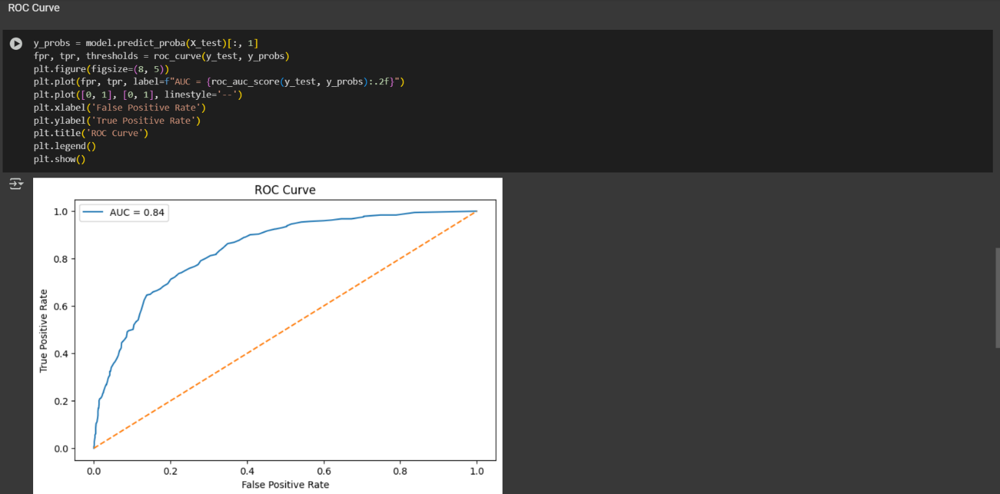 ROC Curve
y_probs = model.predict_proba(X_test)[:, 1]
fpr, tpr, thresholds = roc_curve(y_test, y_probs)
plt.figure(figsize=(8, 5))
plt.plot(fpr, tpr, label=f"AUC = {roc_auc_score(y_test, y_probs):.2f}")
plt.plot([0, 1], [0, 1], linestyle='--')
plt.xlabel('False Positive Rate')
plt.ylabel('True Positive Rate')
plt.title('ROC Curve')
plt.legend()
plt.show()
ROC Curve
AUC = 0.84
1.0
0.8
0.6
0.4
0.2
0.0
True Positive Rate
0.0 0.2 0.4 0.6 0.8 1.0
False Positive Rate